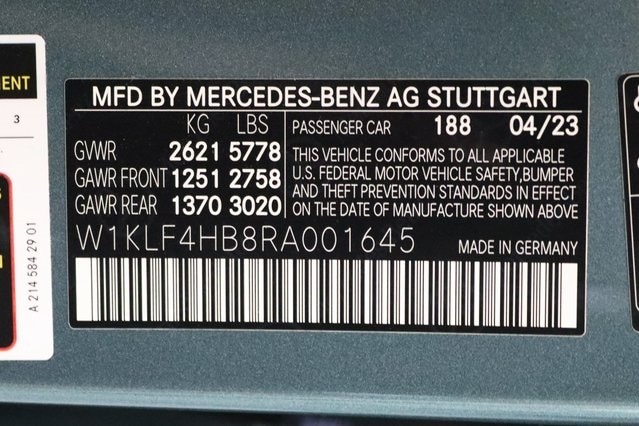 ENT
3
A 214 584 29 01
MFD BY MERCEDES-BENZ AG STUTTGART
KG LBS
GVWR 2621 5778
GAWR FRONT 1251 2758
GAWR REAR 1370 3020
PASSENGER CAR 188 04/23
THIS VEHICLE CONFORMS TO ALL APPLICABLE
U.S. FEDERAL MOTOR VEHICLE SAFETY,BUMPER
AND THEFT PREVENTION STANDARDS IN EFFECT
ON THE DATE OF MANUFACTURE SHOWN ABOVE
W1KLF4HB8RA001645
MADE IN GERMANY